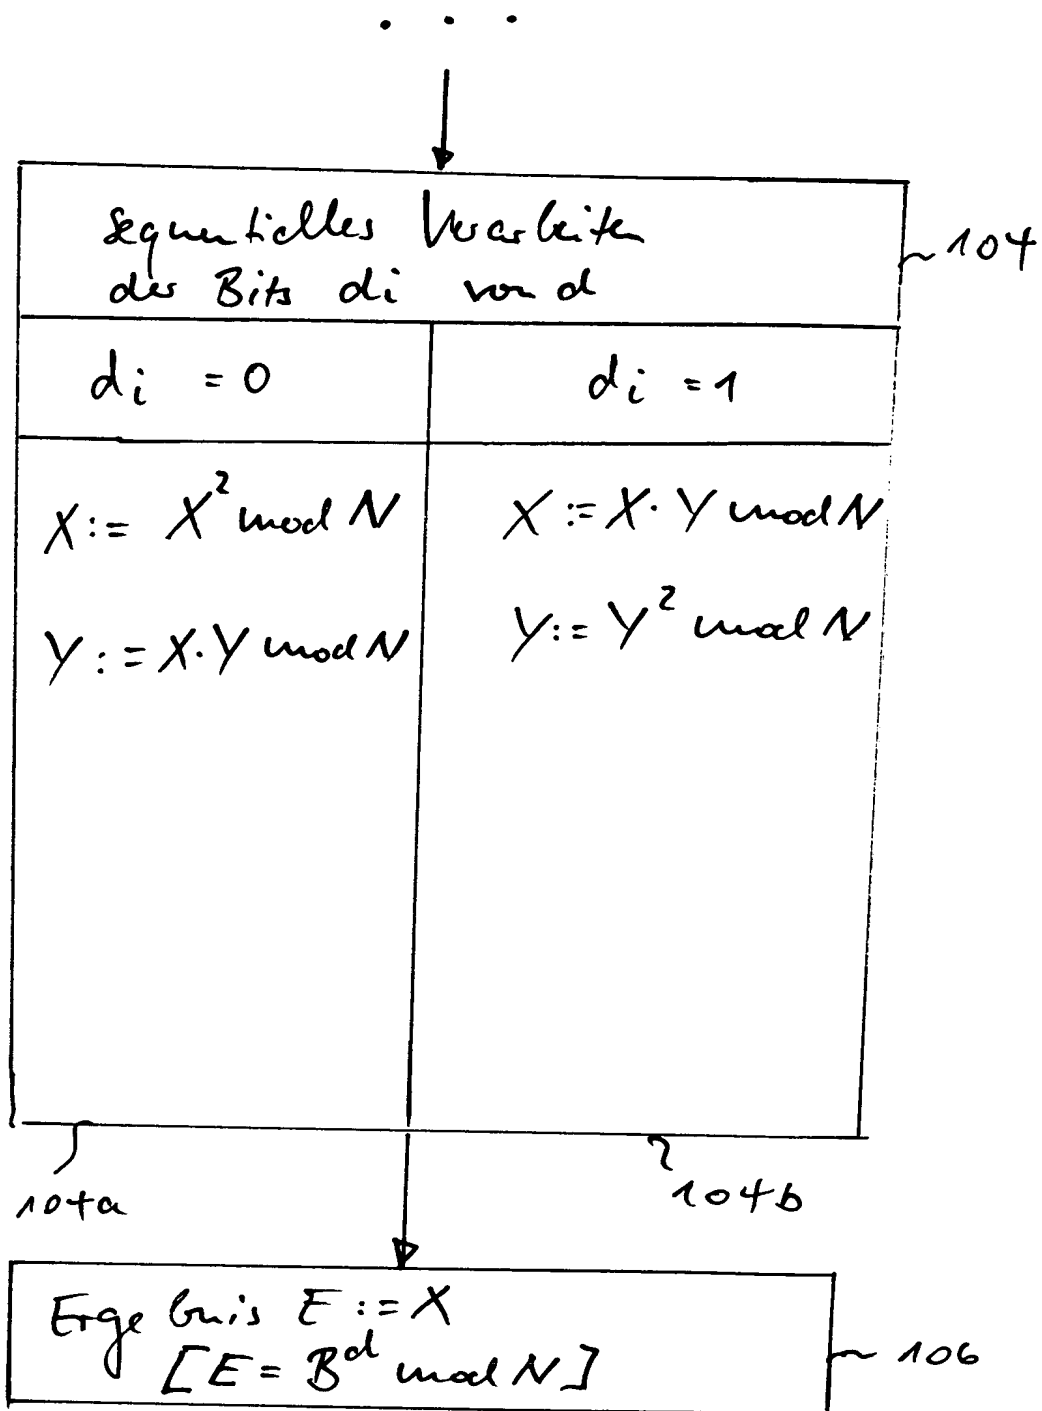 . . .
sequentielles Verarbeiten
der Bits di von d
104
di = 0
di = 1
X := X² mod N
X := X · Y mod N
Y := X · Y mod N
Y := Y² mod N
104a
104b
Ergebnis E := X
[E = B^d mod N]
106